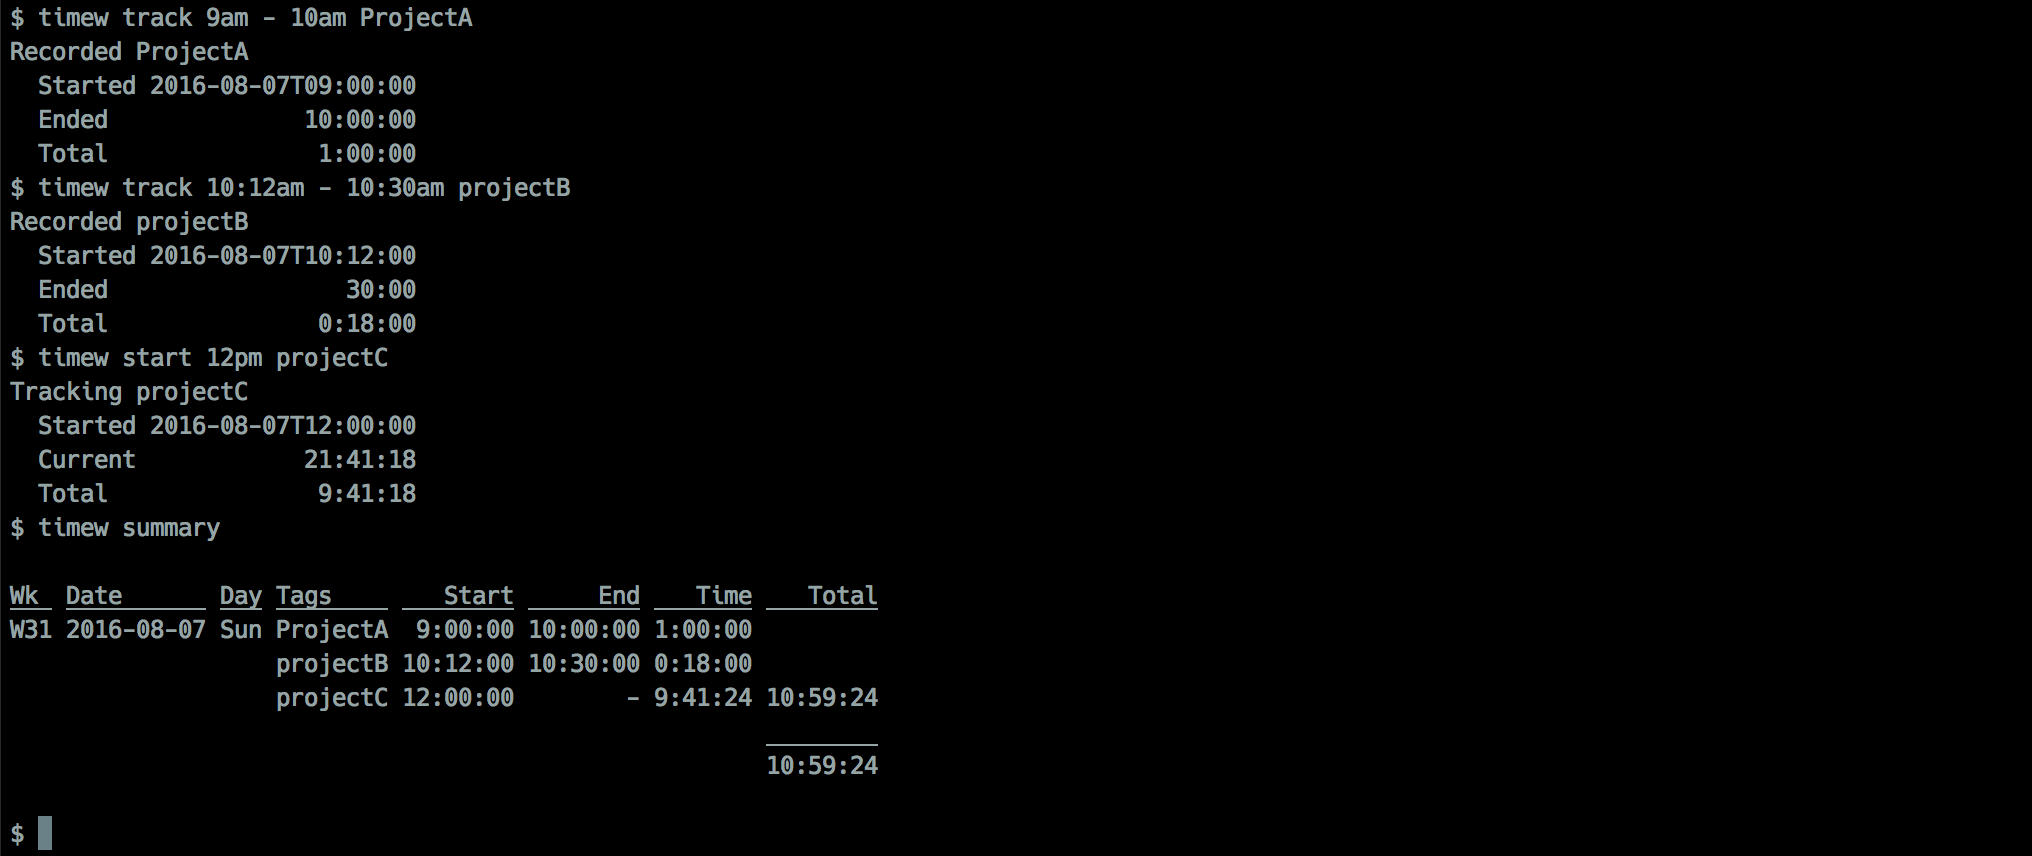 $ timew track 9am - 10am ProjectA
Recorded ProjectA
  Started 2016-08-07T09:00:00
  Ended              10:00:00
  Total               1:00:00
$ timew track 10:12am - 10:30am projectB
Recorded projectB
  Started 2016-08-07T10:12:00
  Ended                 30:00
  Total               0:18:00
$ timew start 12pm projectC
Tracking projectC
  Started 2016-08-07T12:00:00
  Current            21:41:18
  Total               9:41:18
$ timew summary

Wk  Date       Day Tags        Start      End    Time    Total
W31 2016-08-07 Sun ProjectA  9:00:00 10:00:00 1:00:00
                   projectB 10:12:00 10:30:00 0:18:00
                   projectC 12:00:00        - 9:41:24 10:59:24

                                                      10:59:24

$